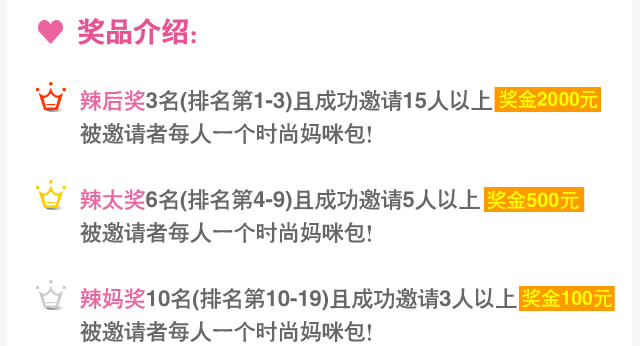 奖品介绍:
辣后奖3名(排名第1-3)且成功邀请15人以上 奖金2000元
被邀请者每人一个时尚妈咪包!
辣太奖6名(排名第4-9)且成功邀请5人以上 奖金500元
被邀请者每人一个时尚妈咪包!
辣妈奖10名(排名第10-19)且成功邀请3人以上 奖金100元
被邀请者每人一个时尚妈咪包!